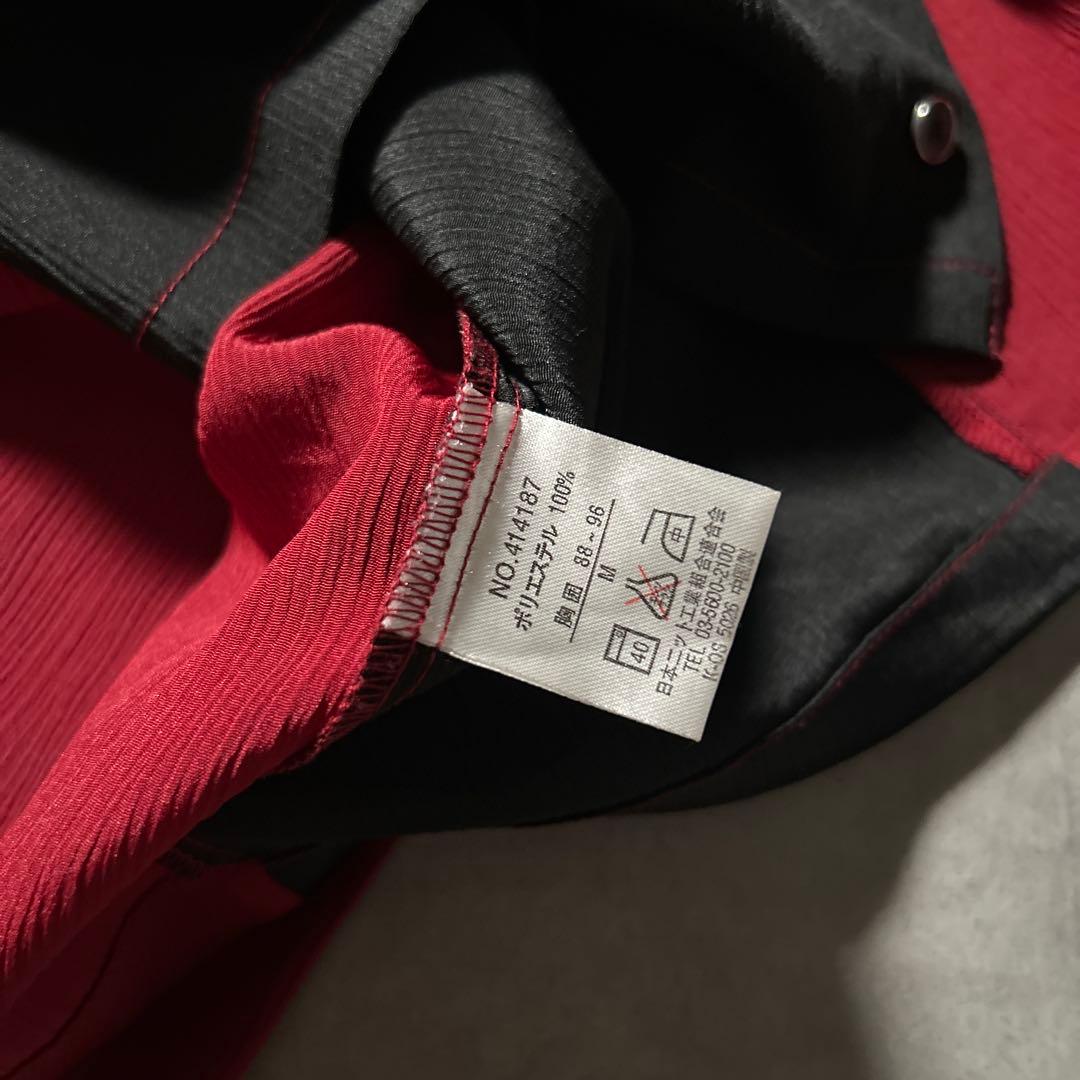 NO.414187
ポリエステル 100%
胸囲 88~96
M
40
中
日本ニット工業組合連合会
TEL 03-5600-2100
5026 中国製